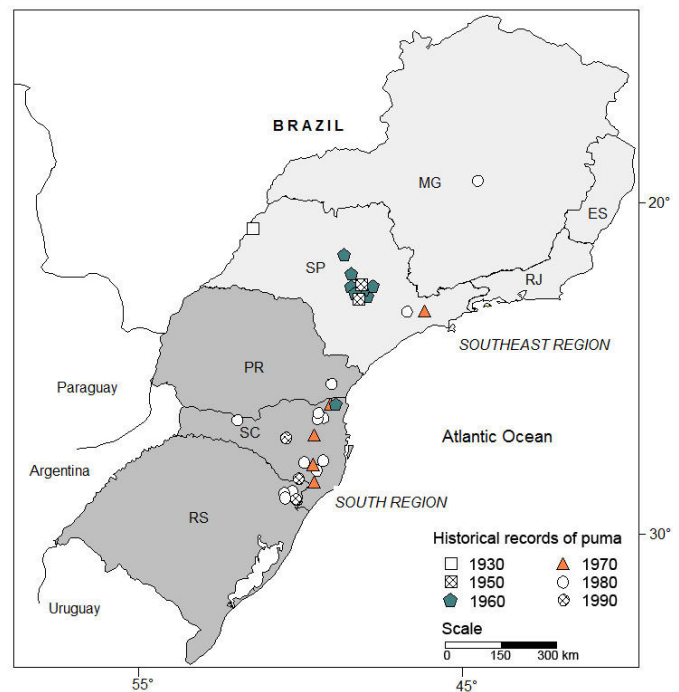 BRAZIL
MG
20°
ES
SP
RJ
SOUTHEAST REGION
PR
Paraguay
SC
Atlantic Ocean
Argentina
SOUTH REGION
RS
Historical records of puma
30°
1930
1970
1950
1980
1960
1990
Uruguay
Scale
0 150 300 km
55°
45°